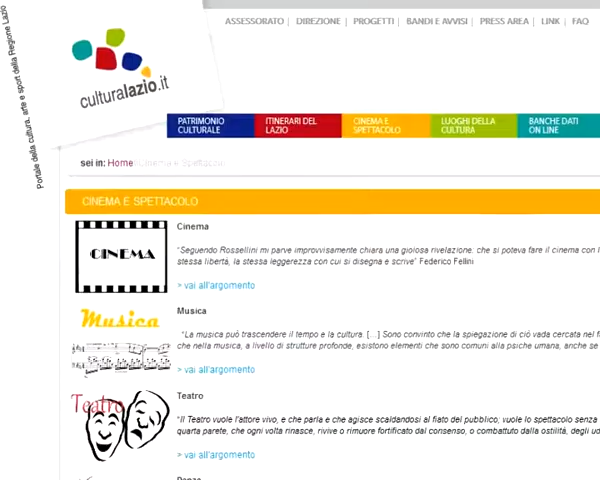 ASSESSORATO | DIREZIONE | PROGETTI | BANDI E AVVISI | PRESS AREA | LINK | FAQ
Portale della cultura, arte e sport della Regione Lazio
culturalazio.it
PATRIMONIO CULTURALE
ITINERARI DEL LAZIO
CINEMA E SPETTACOLO
LUOGHI DELLA CULTURA
BANCHE DATI ON LINE
sei in: Home Cinema e Spettacolo
CINEMA E SPETTACOLO
CINEMA
Cinema
"Seguendo Rossellini mi parve improvvisamente chiara una gioiosa rivelazione: che si poteva fare il cinema con l
stessa libertà, la stessa leggerezza con cui si disegna e scrive" Federico Fellini
> vai all'argomento
Musica
Musica
"La musica può trascendere il tempo e la cultura. [...] Sono convinto che la spiegazione di ciò vada cercata nel f
che nella musica, a livello di strutture profonde, esistono elementi che sono comuni alla psiche umana, anche se
> vai all'argomento
Teatro
Teatro
"Il Teatro vuole l'attore vivo, e che parla e che agisce scaldandosi al fiato del pubblico; vuole lo spettacolo senza
quarta parete, che ogni volta rinasce, rivive o rimuore fortificato dal consenso, o combattuto dalla ostilità, degli ud
> vai all'argomento
Danza